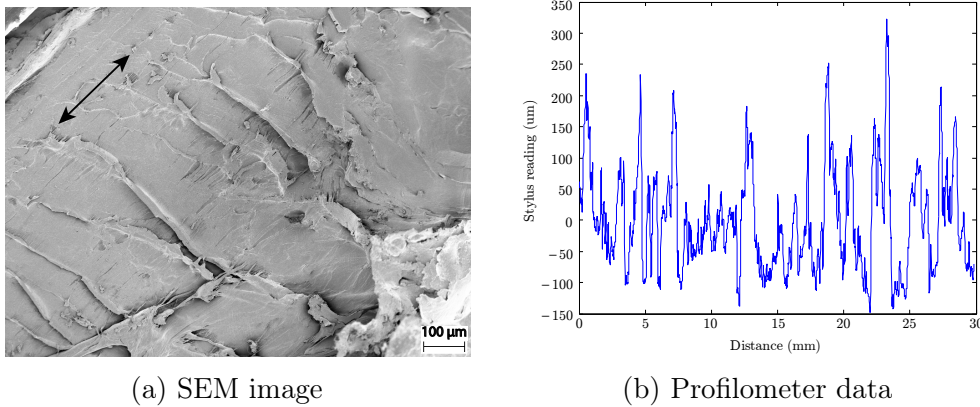 100 µm
350
300
250
200
150
100
50
0
−50
−100
−150
0 5 10 15 20 25 30
Stylus reading (um)
Distance (mm)
(a) SEM image
(b) Profilometer data